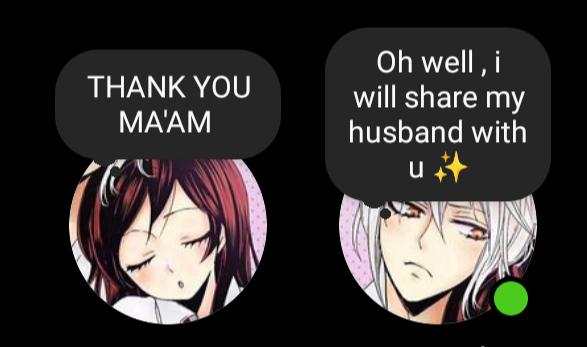 THANK YOU
MA'AM
Oh well , i
will share my
husband with
u ✨